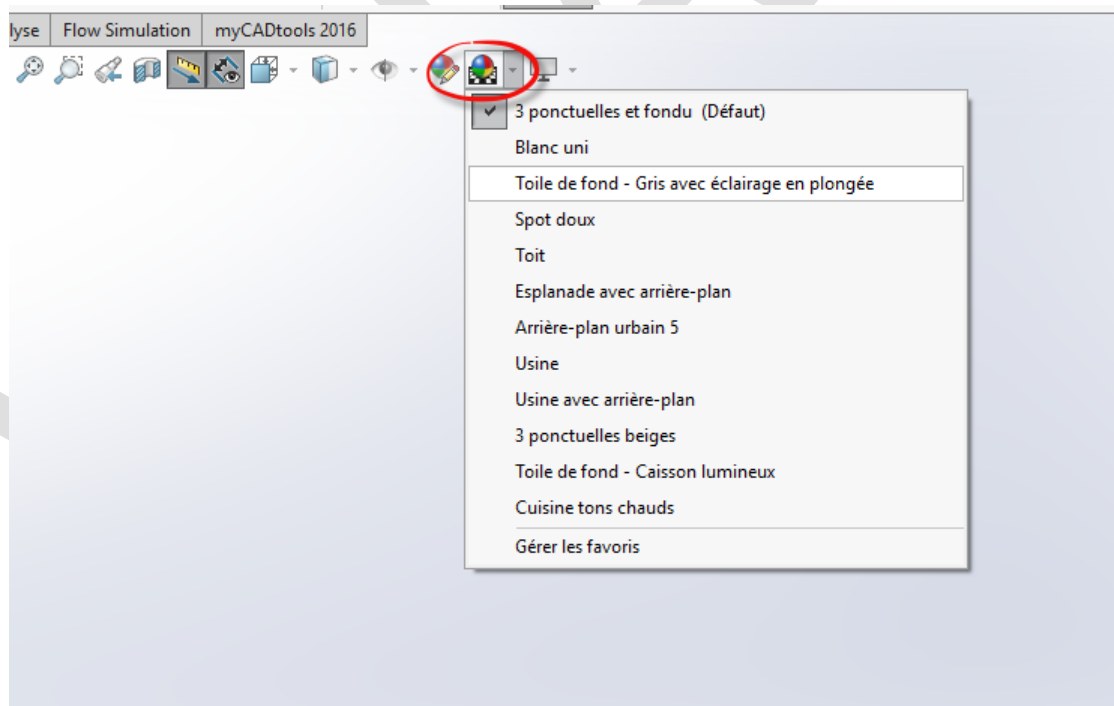 lyse
Flow Simulation
myCADtools 2016
3 ponctuelles et fondu (Défaut)
Blanc uni
Toile de fond - Gris avec éclairage en plongée
Spot doux
Toit
Esplanade avec arrière-plan
Arrière-plan urbain 5
Usine
Usine avec arrière-plan
3 ponctuelles beiges
Toile de fond - Caisson lumineux
Cuisine tons chauds
Gérer les favoris